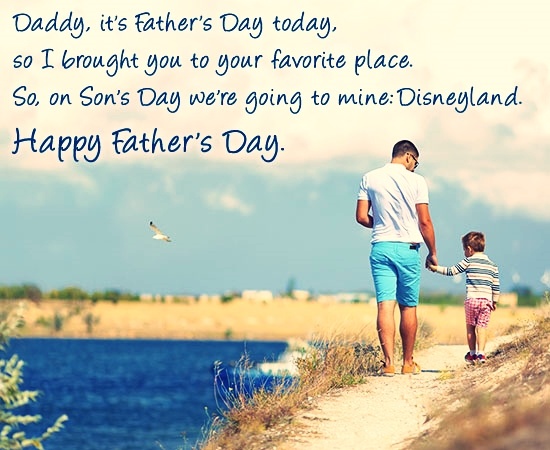 Daddy, it's Father's Day today,
so I brought you to your favorite place.
So, on Son's Day we're going to mine:Disneyland.
Happy Father's Day.